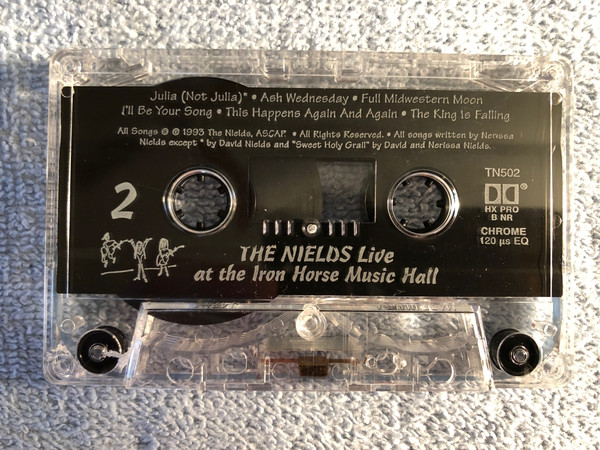 Julia (Not Julia)* • Ash Wednesday • Full Midwestern Moon
I'll Be Your Song • This Happens Again And Again • The King Is Falling
All Songs ℗ © 1993 The Nields, ASCAP. • All Rights Reserved. • All songs written by Nerissa
Nields except * by David Nields and "Sweet Holy Grail" by David and Nerissa Nields.
TN502
2
HX PRO
B NR
CHROME
120 µs EQ
THE NIELDS Live
at the Iron Horse Music Hall